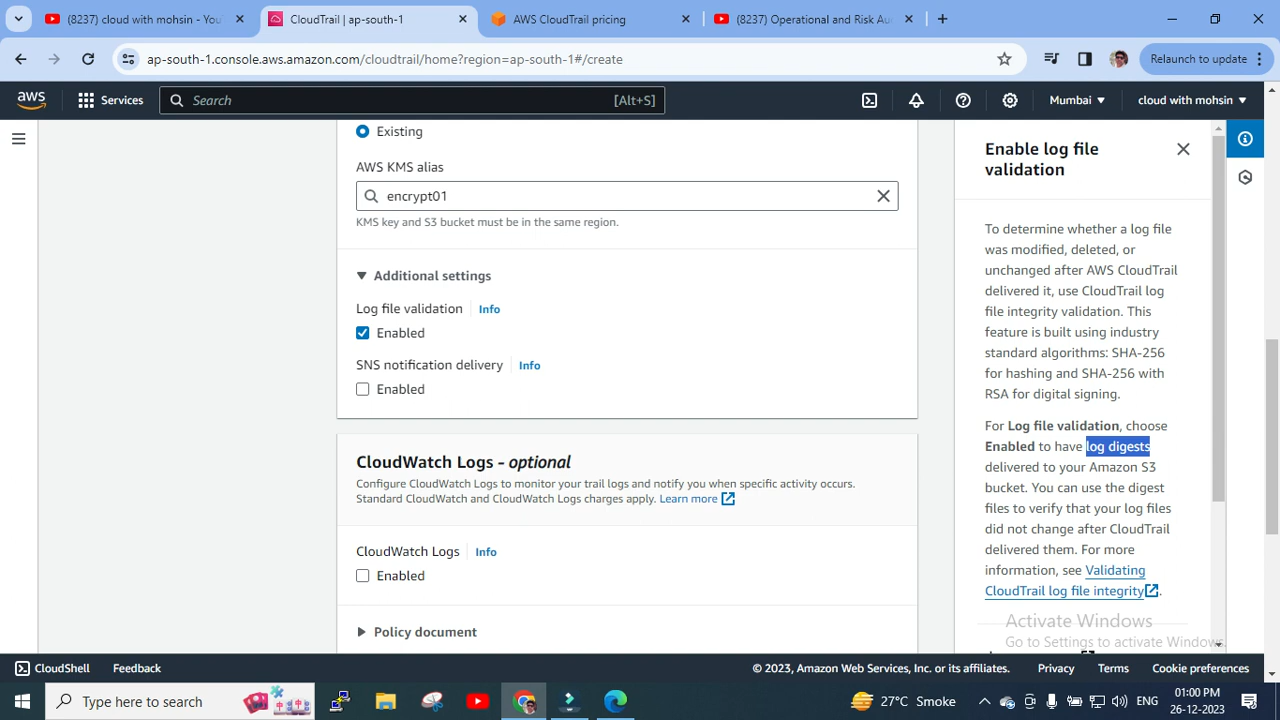 (8237) cloud with mohsin - You
CloudTrail | ap-south-1
AWS CloudTrail pricing
(8237) Operational and Risk Au
ap-south-1.console.aws.amazon.com/cloudtrail/home?region=ap-south-1#/create
Relaunch to update
aws
Services
Search
[Alt+S]
Mumbai
cloud with mohsin
Existing
AWS KMS alias
encrypt01
KMS key and S3 bucket must be in the same region.
Additional settings
Log file validation
Info
Enabled
SNS notification delivery
Info
Enabled
CloudWatch Logs - optional
Configure CloudWatch Logs to monitor your trail logs and notify you when specific activity occurs.
Standard CloudWatch and CloudWatch Logs charges apply. Learn more
CloudWatch Logs
Info
Enabled
Policy document
Enable log file
validation
To determine whether a log file
was modified, deleted, or
unchanged after AWS CloudTrail
delivered it, use CloudTrail log
file integrity validation. This
feature is built using industry
standard algorithms: SHA-256
for hashing and SHA-256 with
RSA for digital signing.
For Log file validation, choose
Enabled to have log digests
delivered to your Amazon S3
bucket. You can use the digest
files to verify that your log files
did not change after CloudTrail
delivered them. For more
information, see Validating
CloudTrail log file integrity.
Activate Windows
Go to Settings to activate Windows
CloudShell
Feedback
© 2023, Amazon Web Services, Inc. or its affiliates.
Privacy
Terms
Cookie preferences
Type here to search
27°C Smoke
ENG
01:00 PM
26-12-2023